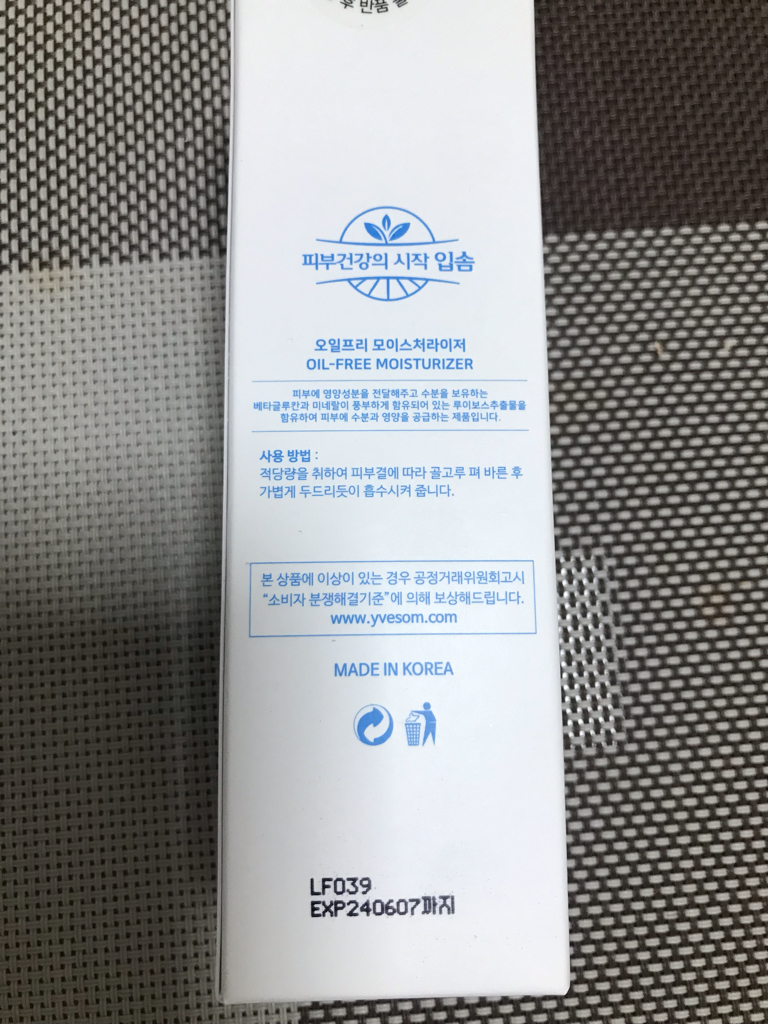 후 반품
피부건강의 시작 입솜
오일프리 모이스처라이저
OIL-FREE MOISTURIZER
피부에 영양성분을 전달해주고 수분을 보유하는
베타글루칸과 미네랄이 풍부하게 함유되어 있는 루이보스추출물을
함유하여 피부에 수분과 영양을 공급하는 제품입니다.
사용 방법 :
적당량을 취하여 피부결에 따라 골고루 펴 바른 후
가볍게 두드리듯이 흡수시켜 줍니다.
본 상품에 이상이 있는 경우 공정거래위원회고시
“소비자 분쟁해결기준”에 의해 보상해드립니다.
www.yvesom.com
MADE IN KOREA
LF039
EXP240607까지